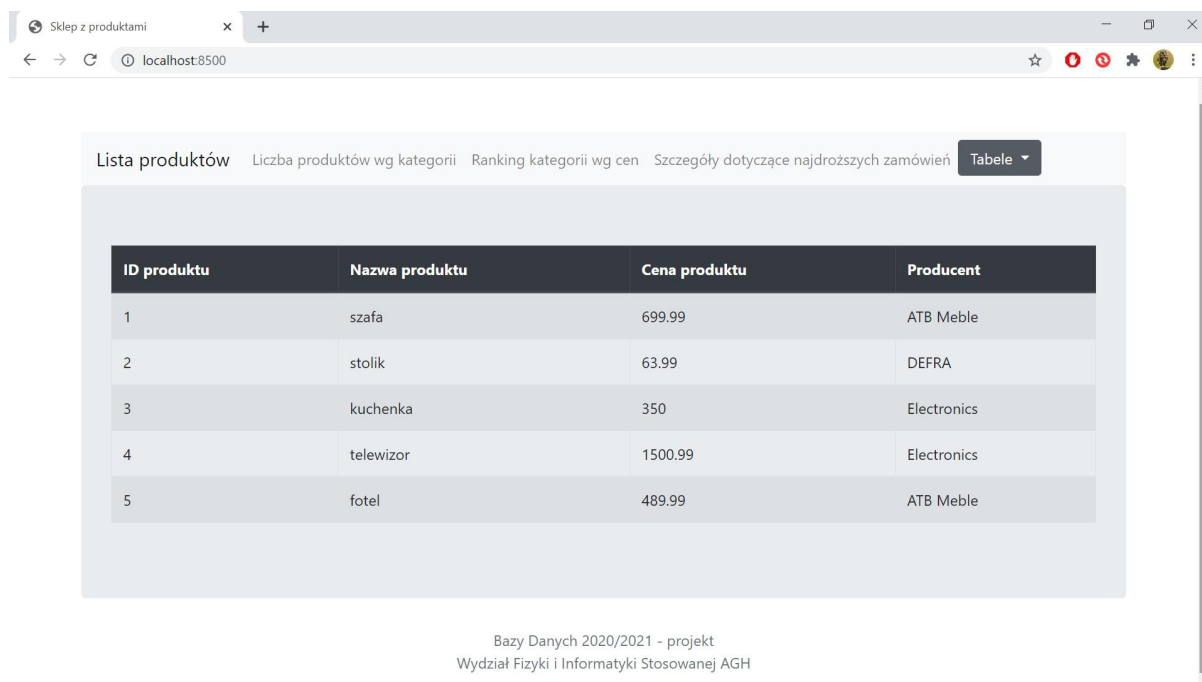 Sklep z produktami
localhost:8500
Lista produktów Liczba produktów wg kategorii Ranking kategorii wg cen Szczegóły dotyczące najdroższych zamówień Tabele
ID produktu Nazwa produktu Cena produktu Producent
1 szafa 699.99 ATB Meble
2 stolik 63.99 DEFRA
3 kuchenka 350 Electronics
4 telewizor 1500.99 Electronics
5 fotel 489.99 ATB Meble
Bazy Danych 2020/2021 - projekt
Wydział Fizyki i Informatyki Stosowanej AGH